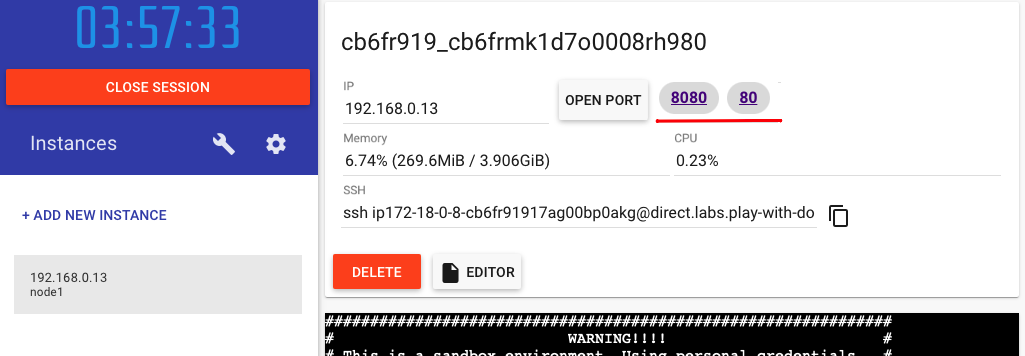 03:57:33
CLOSE SESSION
Instances
+ ADD NEW INSTANCE
192.168.0.13
node1
cb6fr919_cb6frmk1d7o0008rh980
IP
192.168.0.13
OPEN PORT
8080 80
Memory
6.74% (269.6MiB / 3.906GiB)
CPU
0.23%
SSH
ssh ip172-18-0-8-cb6fr91917ag00bp0akg@direct.labs.play-with-do
DELETE
EDITOR
###############################################################
# WARNING!!!! #
# This is a sandbox environment. Using personal credentials #